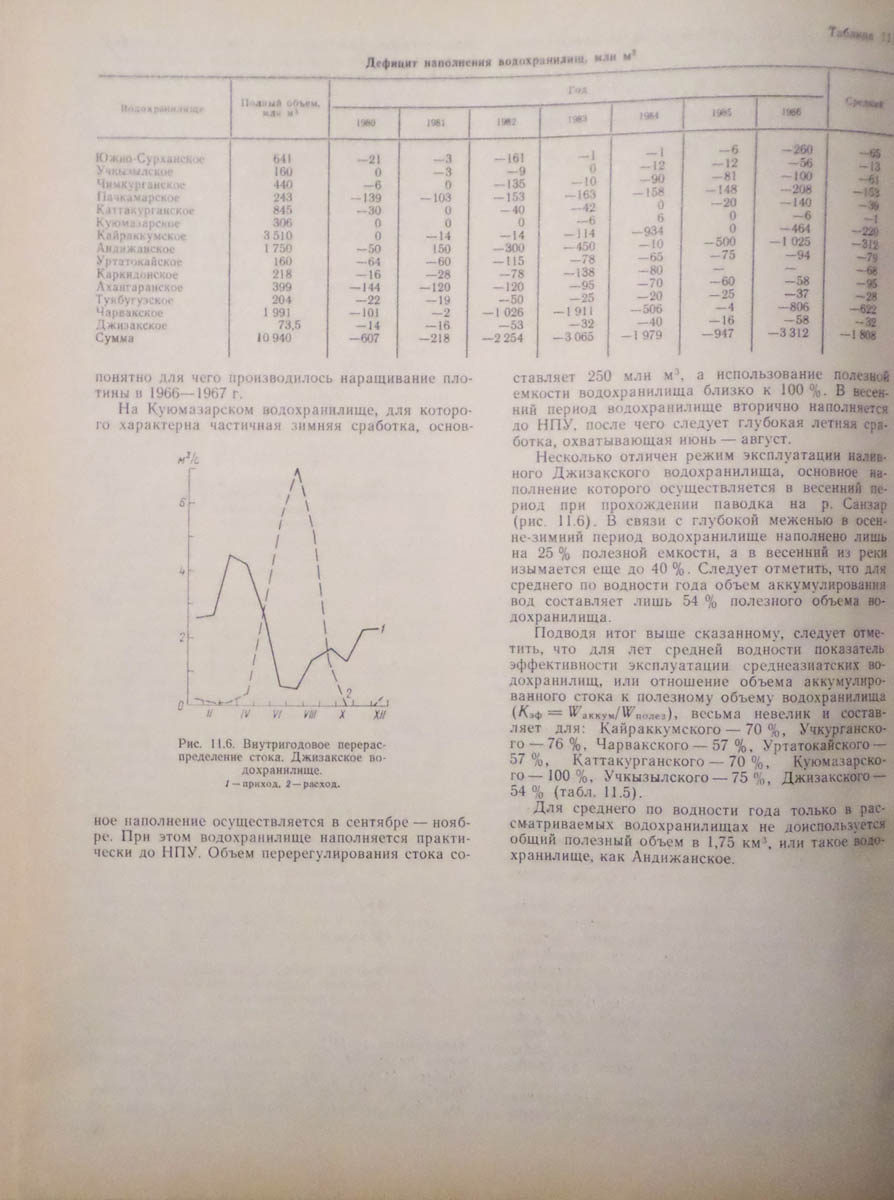 Таблица 11
Дефицит наполнения водохранилищ, млн м³
Водохранилище Полный объем, млн м³ Год Средний
1980 1981 1982 1983 1984 1985 1986
Южно-Сурханское 641 —21 —3 —161 —1 —1 —6 —260 —65
Учкызылское 160 0 —3 —9 0 —12 —12 —56 —13
Чимкурганское 440 —6 0 —135 —10 —90 —81 —100 —61
Пачкамарское 243 —139 —103 —153 —163 —158 —148 —208 —153
Каттакурганское 845 —30 0 —40 —42 0 —20 —140 —39
Куюмазарское 306 0 0 0 —6 6 0 —6 —1
Кайраккумское 3 510 0 —14 —14 —114 —934 0 —464 —220
Андижанское 1 750 —50 150 —300 —450 —10 —500 —1 025 —312
Уртатокайское 160 —64 —60 —115 —78 —65 —75 —94 —79
Каркидонское 218 —16 —28 —78 —138 —80 — — —68
Ахангаранское 399 —144 —120 —120 —95 —70 —60 —58 —95
Туябугузское 204 —22 —19 —50 —25 —20 —25 —37 —28
Чарвакское 1 991 —101 —2 —1 026 —1 911 —506 —4 —806 —622
Джизакское 73,5 —14 —16 —53 —32 —40 —16 —58 —32
Сумма 10 940 —607 —218 —2 254 —3 065 —1 979 —947 —3 312 —1 808
понятно для чего производилось наращивание пло-
тины в 1966—1967 г.
На Куюмазарском водохранилище, для которо-
го характерна частичная зимняя сработка, основ-
м³/с
6
4
2
0
II IV VI VIII X XII
1
2
Рис. 11.6. Внутригодовое перерас-
пределение стока. Джизакское во-
дохранилище.
1 — приход, 2 — расход.
ное наполнение осуществляется в сентябре — нояб-
ре. При этом водохранилище наполняется практи-
чески до НПУ. Объем перерегулирования стока со-
ставляет 250 млн м³, а использование полезной
емкости водохранилища близко к 100 %. В весен-
ний период водохранилище вторично наполняется
до НПУ, после чего следует глубокая летняя сра-
ботка, охватывающая июнь — август.
Несколько отличен режим эксплуатации налив-
ного Джизакского водохранилища, основное на-
полнение которого осуществляется в весенний пе-
риод при прохождении паводка на р. Санзар
(рис. 11.6). В связи с глубокой меженью в осен-
не-зимний период водохранилище наполнено лишь
на 25 % полезной емкости, а в весенний из реки
изымается еще до 40 %. Следует отметить, что для
среднего по водности года объем аккумулирования
вод составляет лишь 54 % полезного объема во-
дохранилища.
Подводя итог выше сказанному, следует отме-
тить, что для лет средней водности показатель
эффективности эксплуатации среднеазиатских во-
дохранилищ, или отношение объема аккумулиро-
ванного стока к полезному объему водохранилища
(Kэф = Wаккум/Wполез), весьма невелик и состав-
ляет для: Кайраккумского — 70 %, Учкурганско-
го — 76 %, Чарвакского — 57 %, Уртатокайского —
57 %, Каттакурганского — 70 %, Куюмазарско-
го — 100 %, Учкызылского — 75 %, Джизакского —
54 % (табл. 11.5).
Для среднего по водности года только в рас-
сматриваемых водохранилищах не доиспользуется
общий полезный объем в 1,75 км³, или такое водо-
хранилище, как Андижанское.